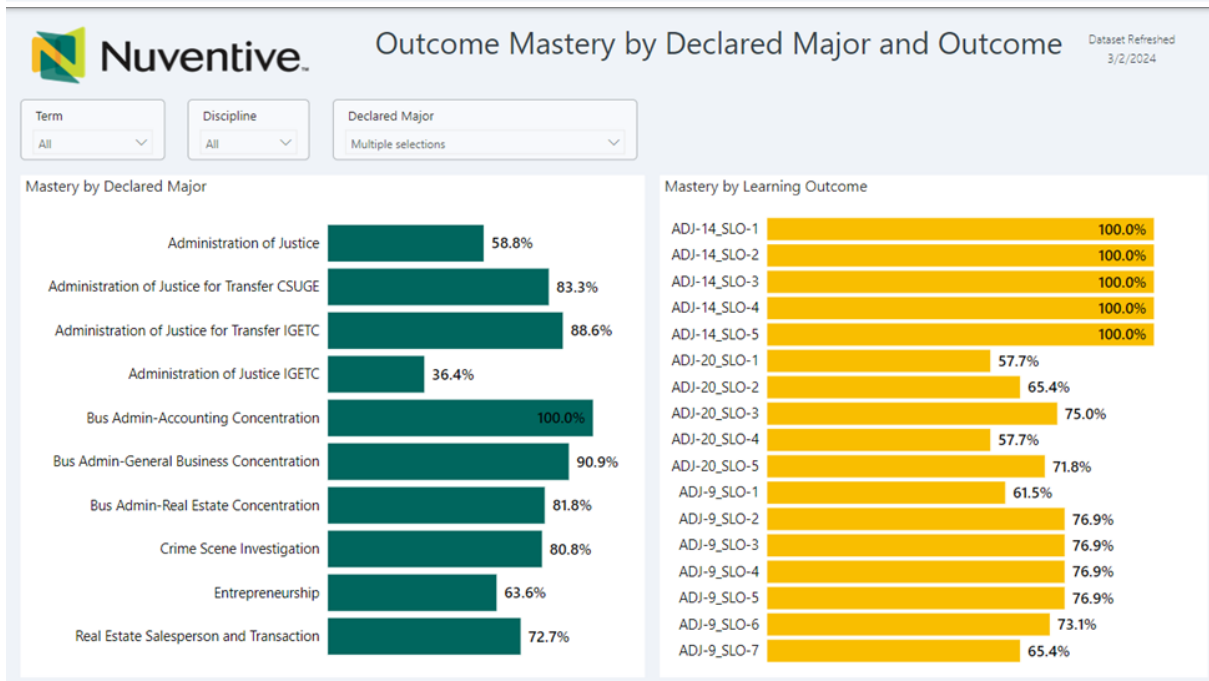 Nuventive™
Outcome Mastery by Declared Major and Outcome
Dataset Refreshed
3/2/2024
Term
All
Discipline
All
Declared Major
Multiple selections
Mastery by Declared Major
Administration of Justice 58.8%
Administration of Justice for Transfer CSUGE 83.3%
Administration of Justice for Transfer IGETC 88.6%
Administration of Justice IGETC 36.4%
Bus Admin-Accounting Concentration 100.0%
Bus Admin-General Business Concentration 90.9%
Bus Admin-Real Estate Concentration 81.8%
Crime Scene Investigation 80.8%
Entrepreneurship 63.6%
Real Estate Salesperson and Transaction 72.7%
Mastery by Learning Outcome
ADJ-14_SLO-1 100.0%
ADJ-14_SLO-2 100.0%
ADJ-14_SLO-3 100.0%
ADJ-14_SLO-4 100.0%
ADJ-14_SLO-5 100.0%
ADJ-20_SLO-1 57.7%
ADJ-20_SLO-2 65.4%
ADJ-20_SLO-3 75.0%
ADJ-20_SLO-4 57.7%
ADJ-20_SLO-5 71.8%
ADJ-9_SLO-1 61.5%
ADJ-9_SLO-2 76.9%
ADJ-9_SLO-3 76.9%
ADJ-9_SLO-4 76.9%
ADJ-9_SLO-5 76.9%
ADJ-9_SLO-6 73.1%
ADJ-9_SLO-7 65.4%